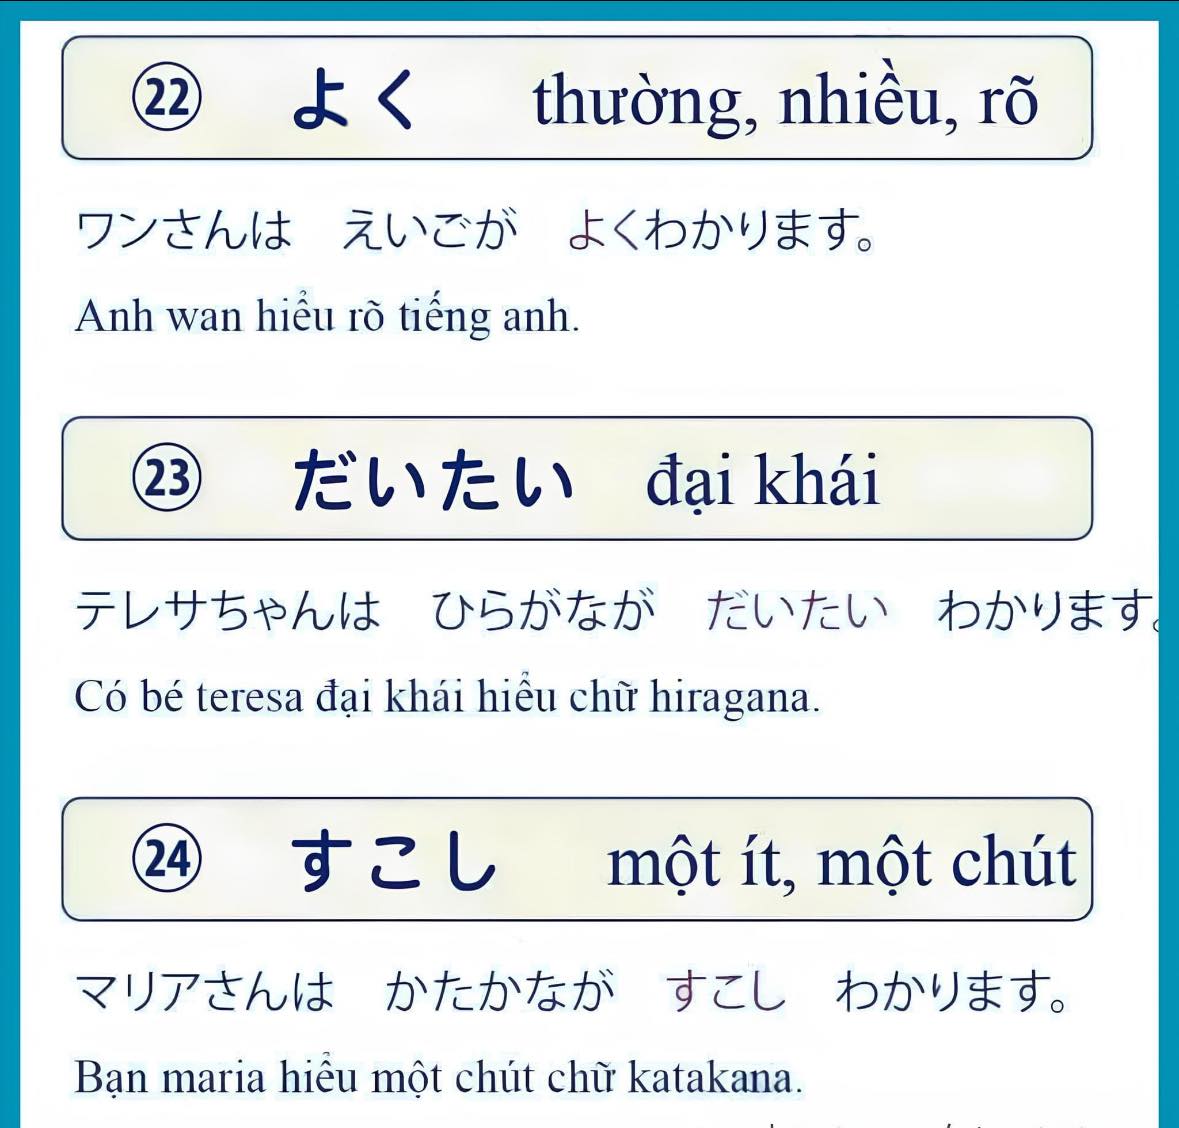 ㉒ よく thường, nhiều, rõ
ワンさんは えいごが よくわかります。
Anh wan hiểu rõ tiếng anh.
㉓ だいたい đại khái
テレサちゃんは ひらがなが だいたい わかります。
Có bé teresa đại khái hiểu chữ hiragana.
㉔ すこし một ít, một chút
マリアさんは かたかなが すこし わかります。
Bạn maria hiểu một chút chữ katakana.